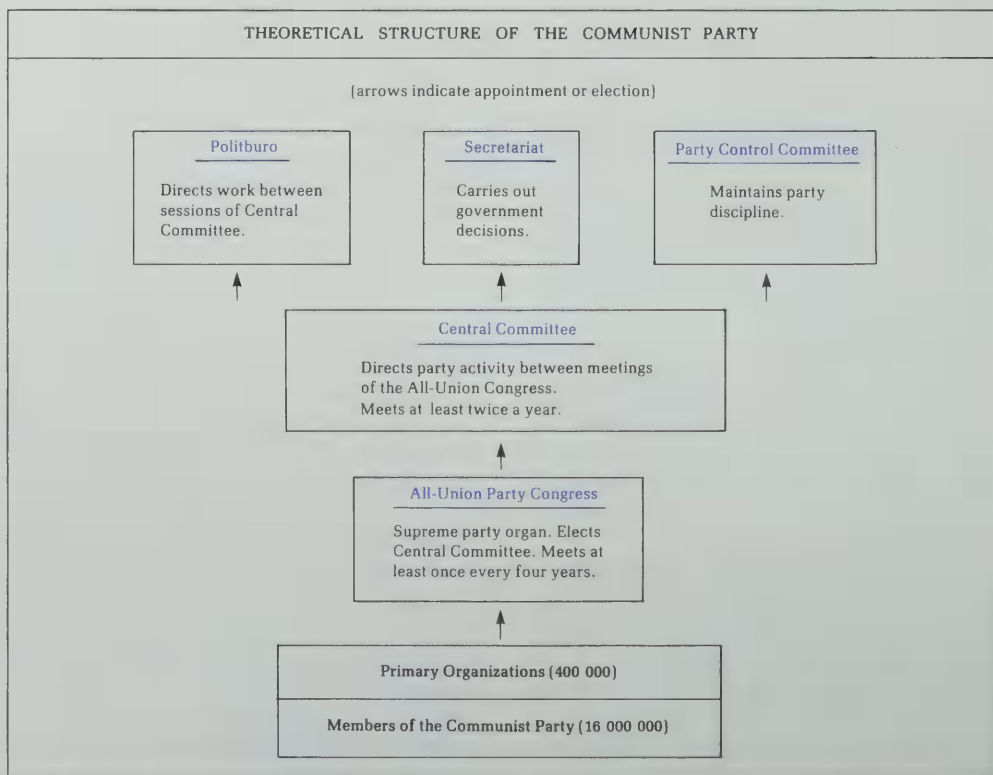 THEORETICAL STRUCTURE OF THE COMMUNIST PARTY
(arrows indicate appointment or election)
Politburo
Directs work between
sessions of Central
Committee.
Secretariat
Carries out
government
decisions.
Party Control Committee
Maintains party
discipline.
Central Committee
Directs party activity between meetings
of the All-Union Congress.
Meets at least twice a year.
All-Union Party Congress
Supreme party organ. Elects
Central Committee. Meets at
least once every four years.
Primary Organizations (400 000)
Members of the Communist Party (16 000 000)